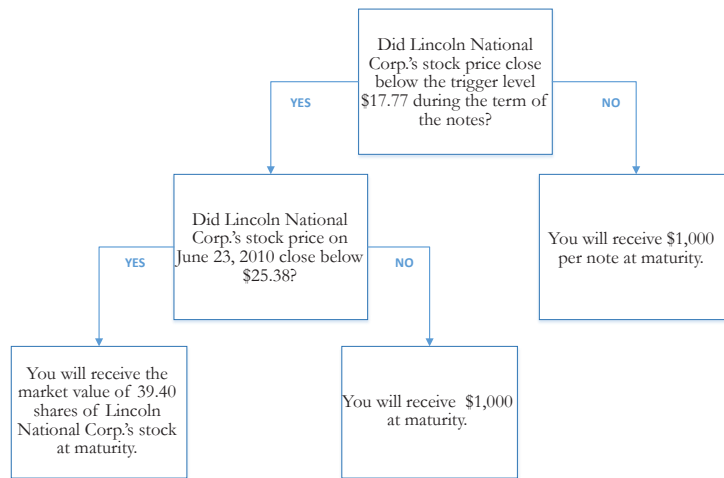 Did Lincoln National
Corp.'s stock price close
below the trigger level
$17.77 during the term of
the notes?
YES
NO
Did Lincoln National
Corp.'s stock price on
June 23, 2010 close below
$25.38?
You will receive $1,000
per note at maturity.
YES
NO
You will receive the
market value of 39.40
shares of Lincoln
National Corp.'s stock
at maturity.
You will receive $1,000
at maturity.